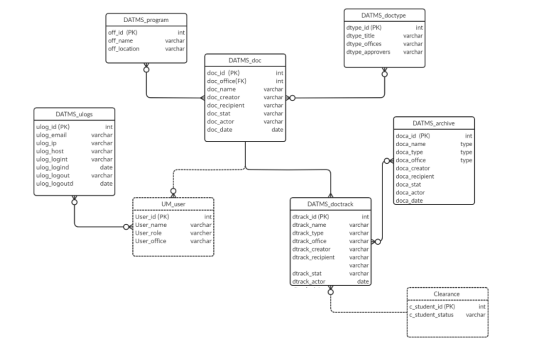 DATMS_program
off_id (PK) int
off_name varchar
off_location varchar
DATMS_doctype
dtype_id (PK) int
dtype_title varchar
dtype_offices varchar
dtype_approvers varchar
DATMS_doc
doc_id (PK) int
doc_office(FK) int
doc_name varchar
doc_creator varchar
doc_recipient varchar
doc_stat varchar
doc_actor varchar
doc_date date
DATMS_ulogs
ulog_id (PK) int
ulog_email varchar
ulog_ip varchar
ulog_host varchar
ulog_logint varchar
ulog_logind date
ulog_logout varchar
ulog_logoutd date
DATMS_archive
doca_id (PK) int
doca_name type
doca_type type
doca_office type
doca_creator
doca_recipient
doca_stat
doca_actor
doca_date
UM_user
User_id (PK) int
User_name varchar
User_role varcher
User_office varchar
DATMS_doctrack
dtrack_id (PK) int
dtrack_name varchar
dtrack_type varchar
dtrack_office varchar
dtrack_creator varchar
dtrack_recipient
varchar
dtrack_stat varchar
dtrack_actor date
Clearance
c_student_id (PK) int
c_student_status varchar